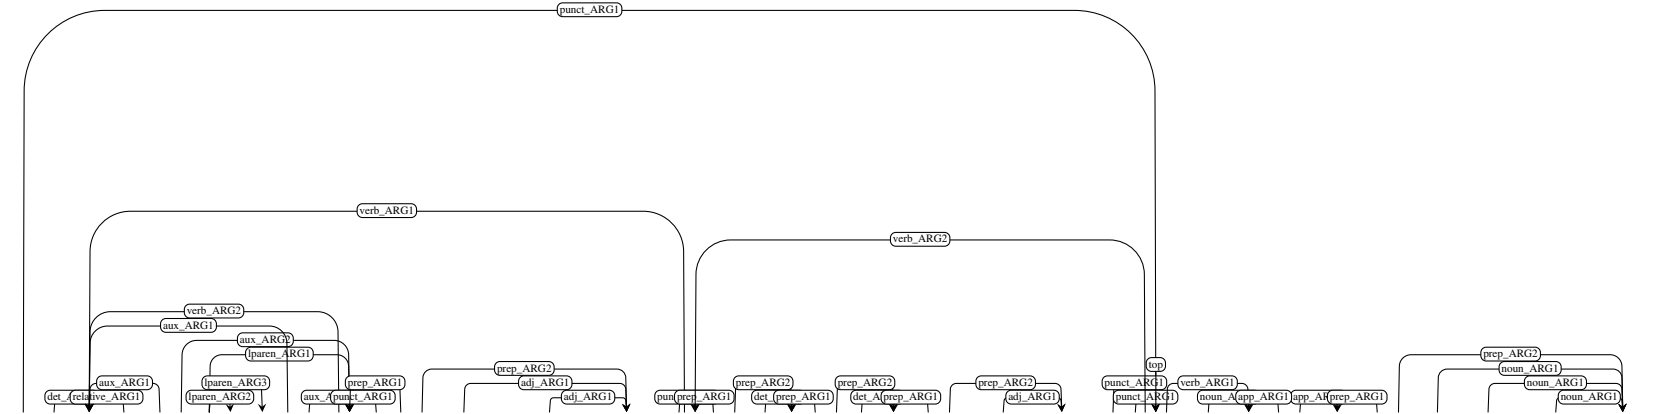 punct_ARG1
verb_ARG1
verb_ARG2
verb_ARG2
aux_ARG1
aux_ARG2
lparen_ARG1 prep_ARG2
top
prep_ARG2 noun_ARG1
aux_ARG1 lparen_ARG3 prep_ARG1 adj_ARG1 prep_ARG2 prep_ARG2 prep_ARG2 punct_ARG1 verb_ARG1 noun_ARG1
relative_ARG1 lparen_ARG2 punct_ARG1 adj_ARG1 prep_ARG1 prep_ARG1 prep_ARG1 adj_ARG1 punct_ARG1 app_ARG1 prep_ARG1 noun_ARG1